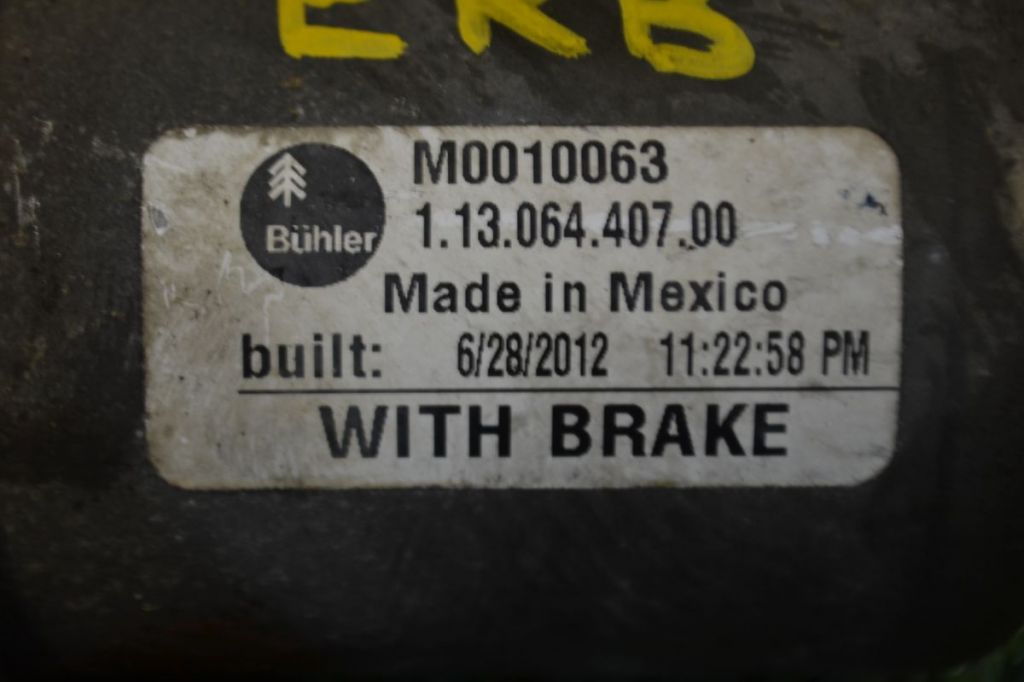 ERB
Bühler
M0010063
1.13.064.407.00
Made in Mexico
built: 6/28/2012 11:22:58 PM
WITH BRAKE